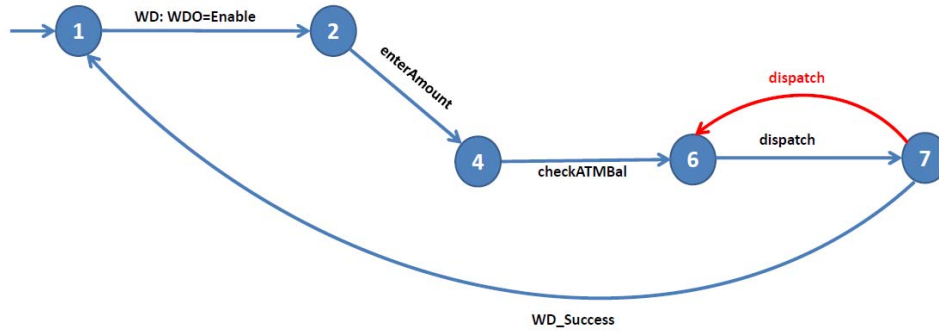 WD: WDO=Enable
1
2
enterAmount
dispatch
4
checkATMBal
6
dispatch
7
WD_Success